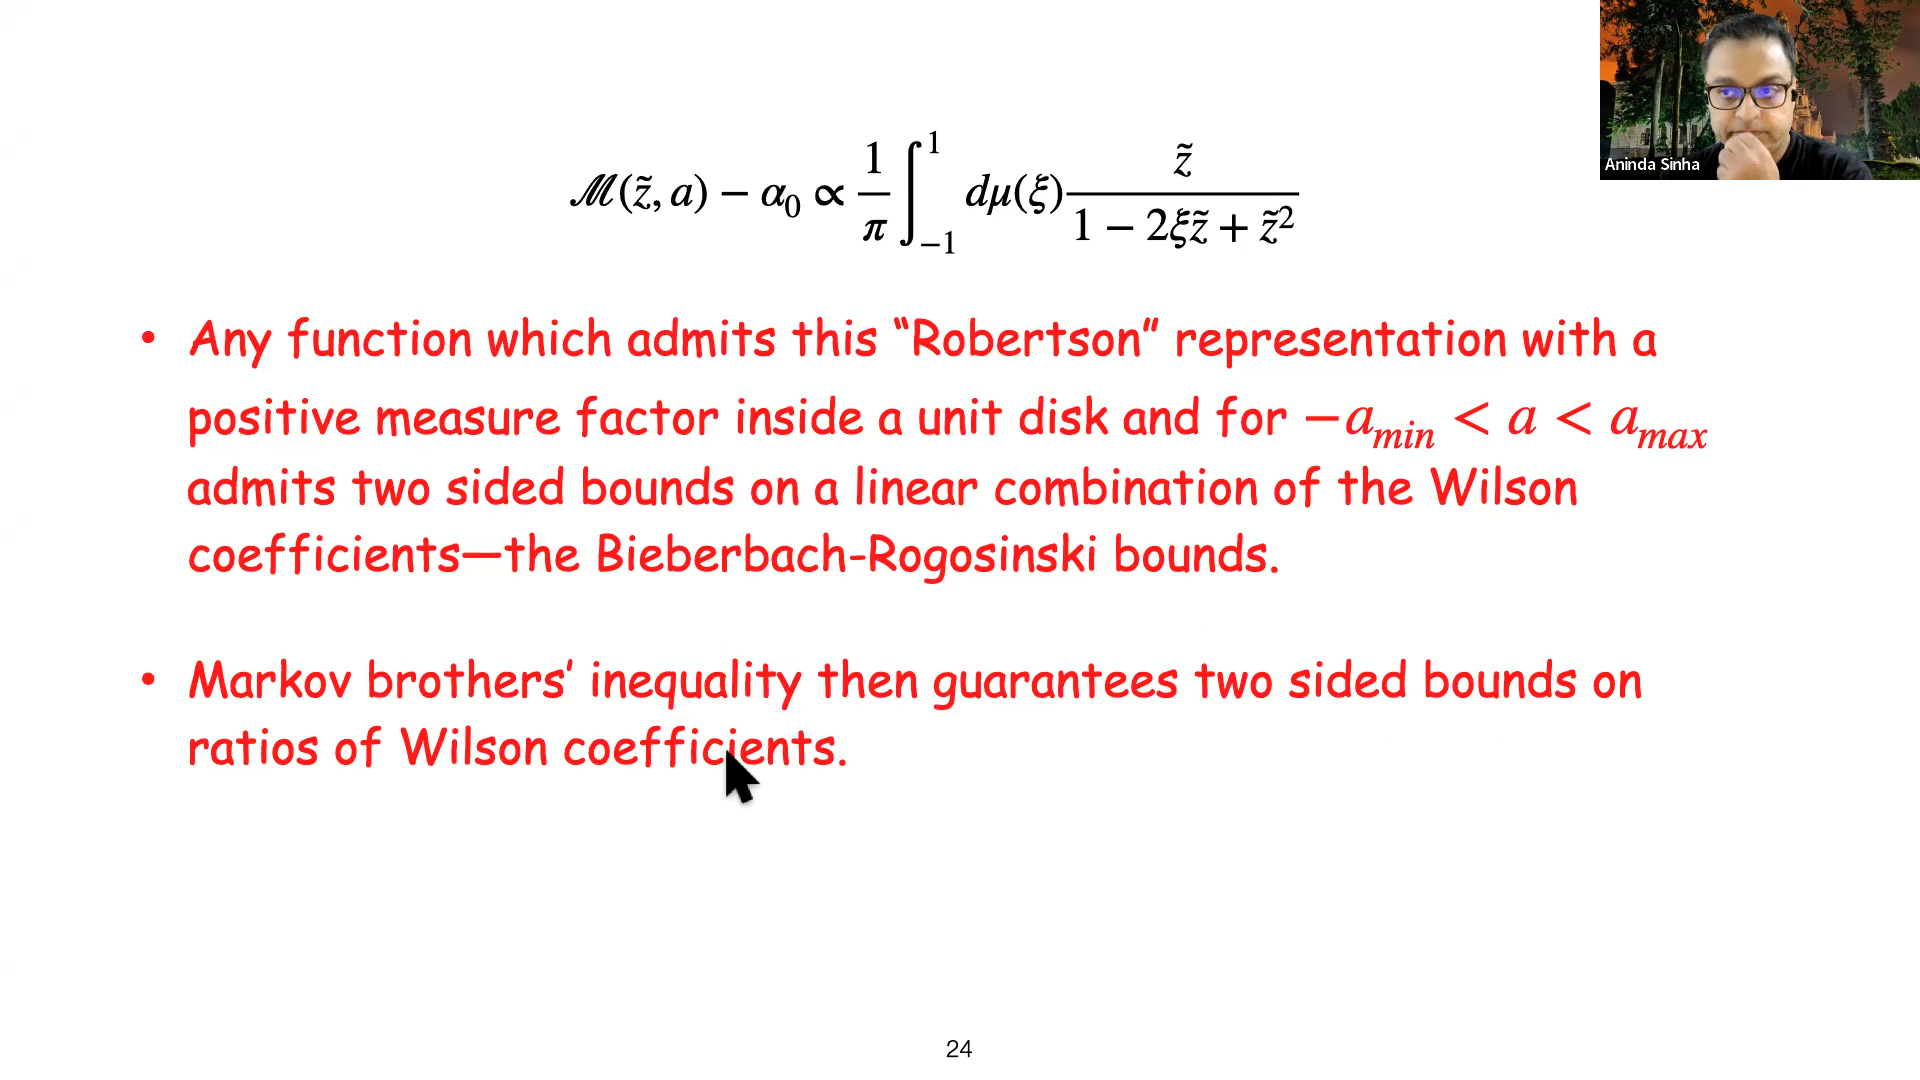 Aninda Sinha
ℳ(z̃, a) − α₀ ∝ 1/π ∫₋₁¹ dμ(ξ) z̃/(1 − 2ξz̃ + z̃²)
• Any function which admits this “Robertson” representation with a
positive measure factor inside a unit disk and for −a_min < a < a_max
admits two sided bounds on a linear combination of the Wilson
coefficients—the Bieberbach-Rogosinski bounds.
• Markov brothers’ inequality then guarantees two sided bounds on
ratios of Wilson coefficients.
24